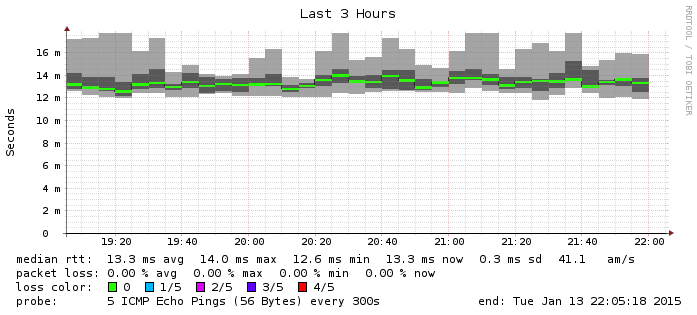 Last 3 Hours
RRDTOOL / TOBI OETIKER
Seconds
16 m
14 m
12 m
10 m
8 m
6 m
4 m
2 m
0
19:20 19:40 20:00 20:20 20:40 21:00 21:20 21:40 22:00
median rtt: 13.3 ms avg 14.0 ms max 12.6 ms min 13.3 ms now 0.3 ms sd 41.1 am/s
packet loss: 0.00 % avg 0.00 % max 0.00 % min 0.00 % now
loss color: 0 1/5 2/5 3/5 4/5
probe: 5 ICMP Echo Pings (56 Bytes) every 300s end: Tue Jan 13 22:05:18 2015